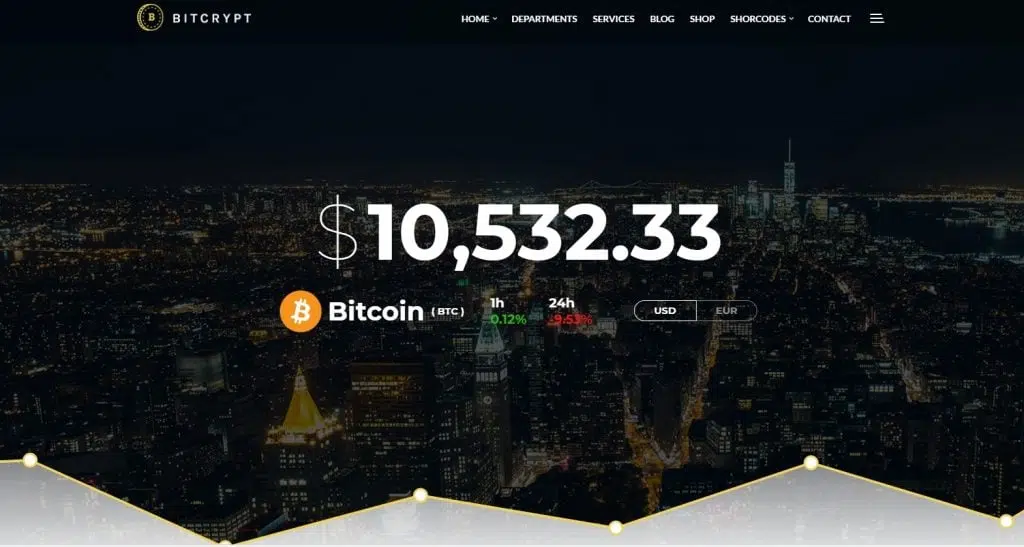 BITCRYPT
HOME DEPARTMENTS SERVICES BLOG SHOP SHORCODES CONTACT
$10,532.33
Bitcoin ( BTC )
1h 24h
0.12% -9.53%
USD EUR